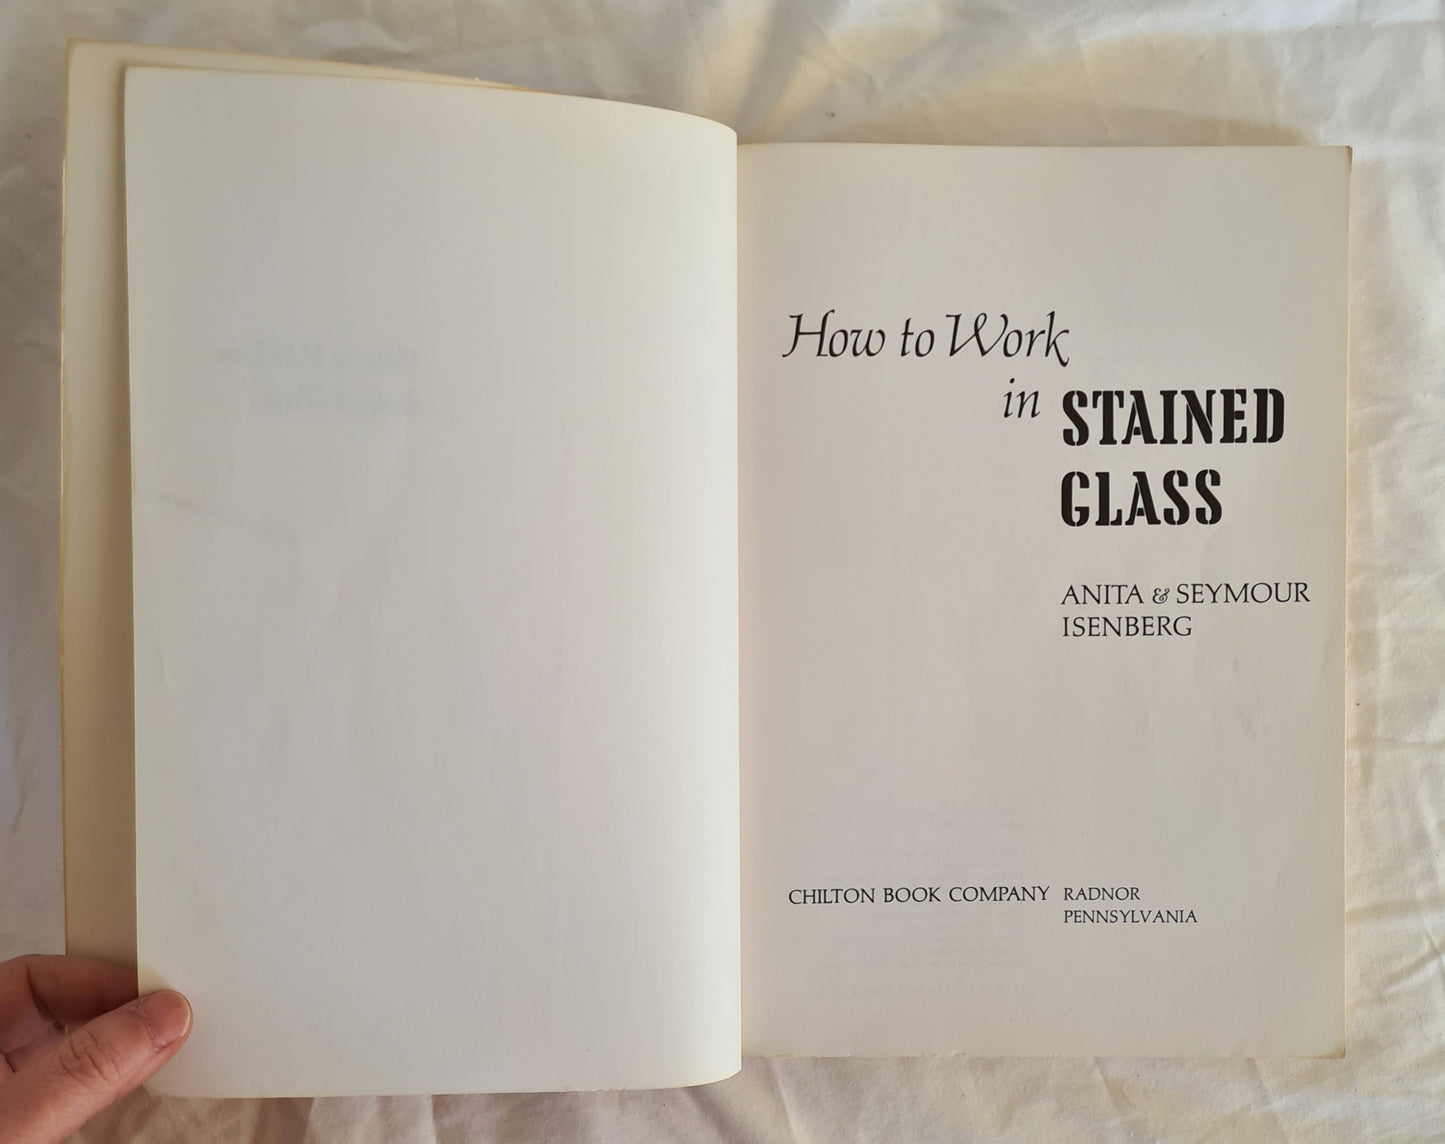 How to Work
in STAINED
GLASS
ANITA & SEYMOUR
ISENBERG
CHILTON BOOK COMPANY RADNOR
PENNSYLVANIA